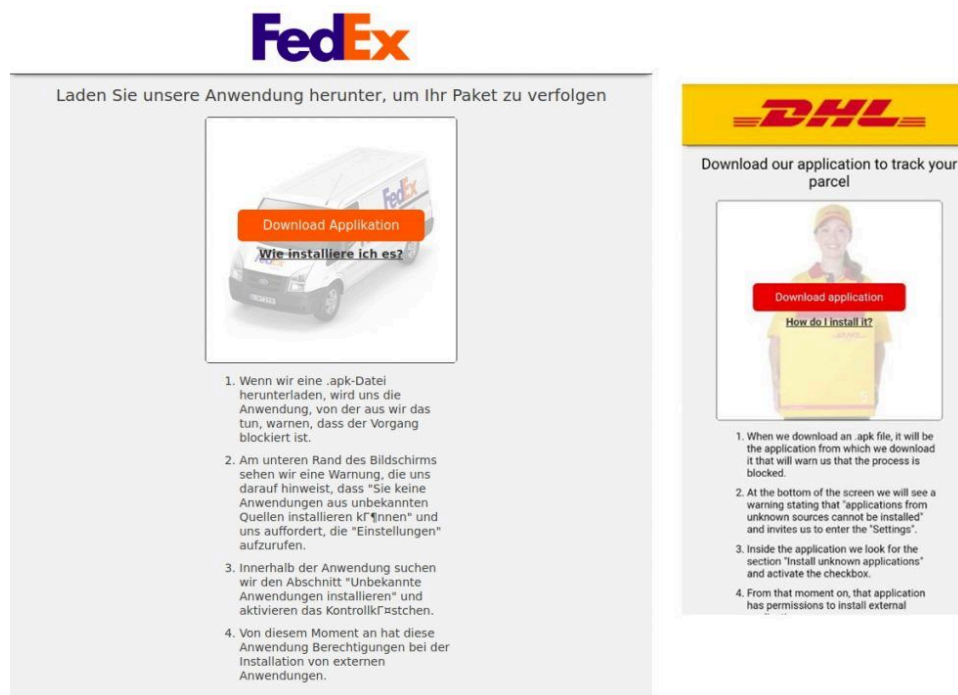 FedEx
Laden Sie unsere Anwendung herunter, um Ihr Paket zu verfolgen
FedEx
Download Applikation
FedEx
Wie installiere ich es?
1. Wenn wir eine .apk-Datei
herunterladen, wird uns die
Anwendung, von der aus wir das
tun, warnen, dass der Vorgang
blockiert ist.
2. Am unteren Rand des Bildschirms
sehen wir eine Warnung, die uns
darauf hinweist, dass "Sie keine
Anwendungen aus unbekannten
Quellen installieren kГ¶nnen" und
uns auffordert, die "Einstellungen"
aufzurufen.
3. Innerhalb der Anwendung suchen
wir den Abschnitt "Unbekannte
Anwendungen installieren" und
aktivieren das KontrollkГ¤stchen.
4. Von diesem Moment an hat diese
Anwendung Berechtigungen bei der
Installation von externen
Anwendungen.
DHL
Download our application to track your
parcel
Download application
How do I install it?
DHL
1. When we download an .apk file, it will be
the application from which we download
it that will warn us that the process is
blocked.
2. At the bottom of the screen we will see a
warning stating that "applications from
unknown sources cannot be installed"
and invites us to enter the "Settings".
3. Inside the application we look for the
section "Install unknown applications"
and activate the checkbox.
4. From that moment on, that application
has permissions to install external